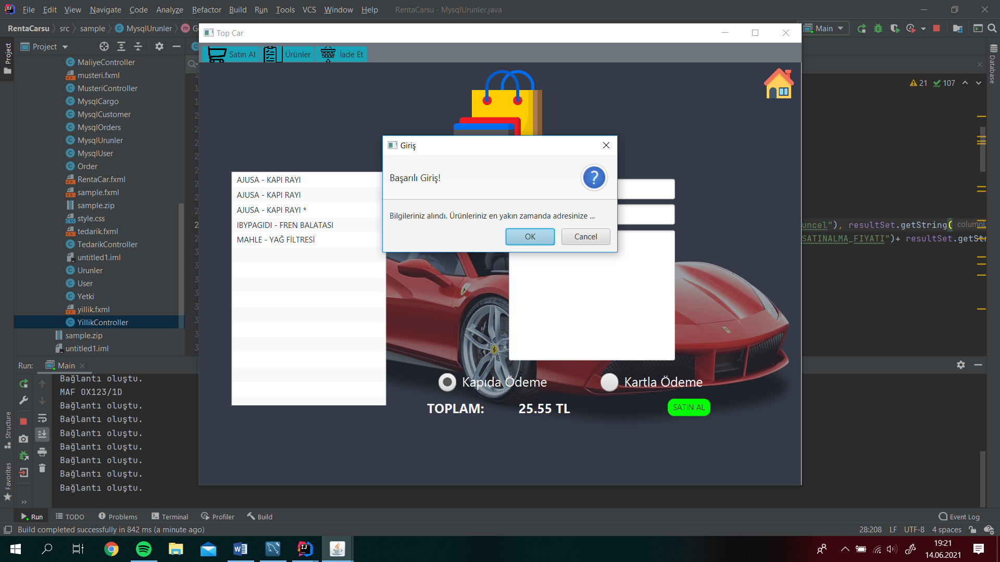 File Edit View Navigate Code Analyze Refactor Build Run Tools VCS Window Help RentaCarsu - MysqlUrunler.java
RentaCarsu src sample MysqlUrunler Main
Top Car
Project
Satın Al Ürünler İade Et
MaliyeController
musteri.fxml
MusteriController
MysqlCargo
MysqlCustomer
MysqlOrders
MysqlUrunler
MysqlUser
Order
RentaCar.fxml
sample.fxml
sample.zip
style.css
tedarik.fxml
TedarikController
untitled1.iml
Urunler
User
Yetki
yillik.fxml
YillikController
sample.zip
untitled1.iml
Project
Structure
Favorites
Database
21 107
Giriş
Başarılı Giriş!
Bilgileriniz alındı. Ürünleriniz en yakın zamanda adresinize ...
OK Cancel
AJUSA - KAPI RAYI
AJUSA - KAPI RAYI
AJUSA - KAPI RAYI *
IBYPAGIDI - FREN BALATASI
MAHLE - YAĞ FİLTRESİ
uncel"), resultSet.getString( columnl
SATINALMA_FIYATI")+ resultSet.getStr
Kapıda Ödeme Kartla Ödeme
TOPLAM: 25.55 TL SATIN AL
Run: Main
Bağlantı oluştu.
MAF OX123/1D
Bağlantı oluştu.
Bağlantı oluştu.
Bağlantı oluştu.
Bağlantı oluştu.
Bağlantı oluştu.
Bağlantı oluştu.
Bağlantı oluştu.
Run TODO Problems Terminal Profiler Build Event Log
Build completed successfully in 842 ms (a minute ago) 28:208 LF UTF-8 4 spaces
19:21
14.06.2021